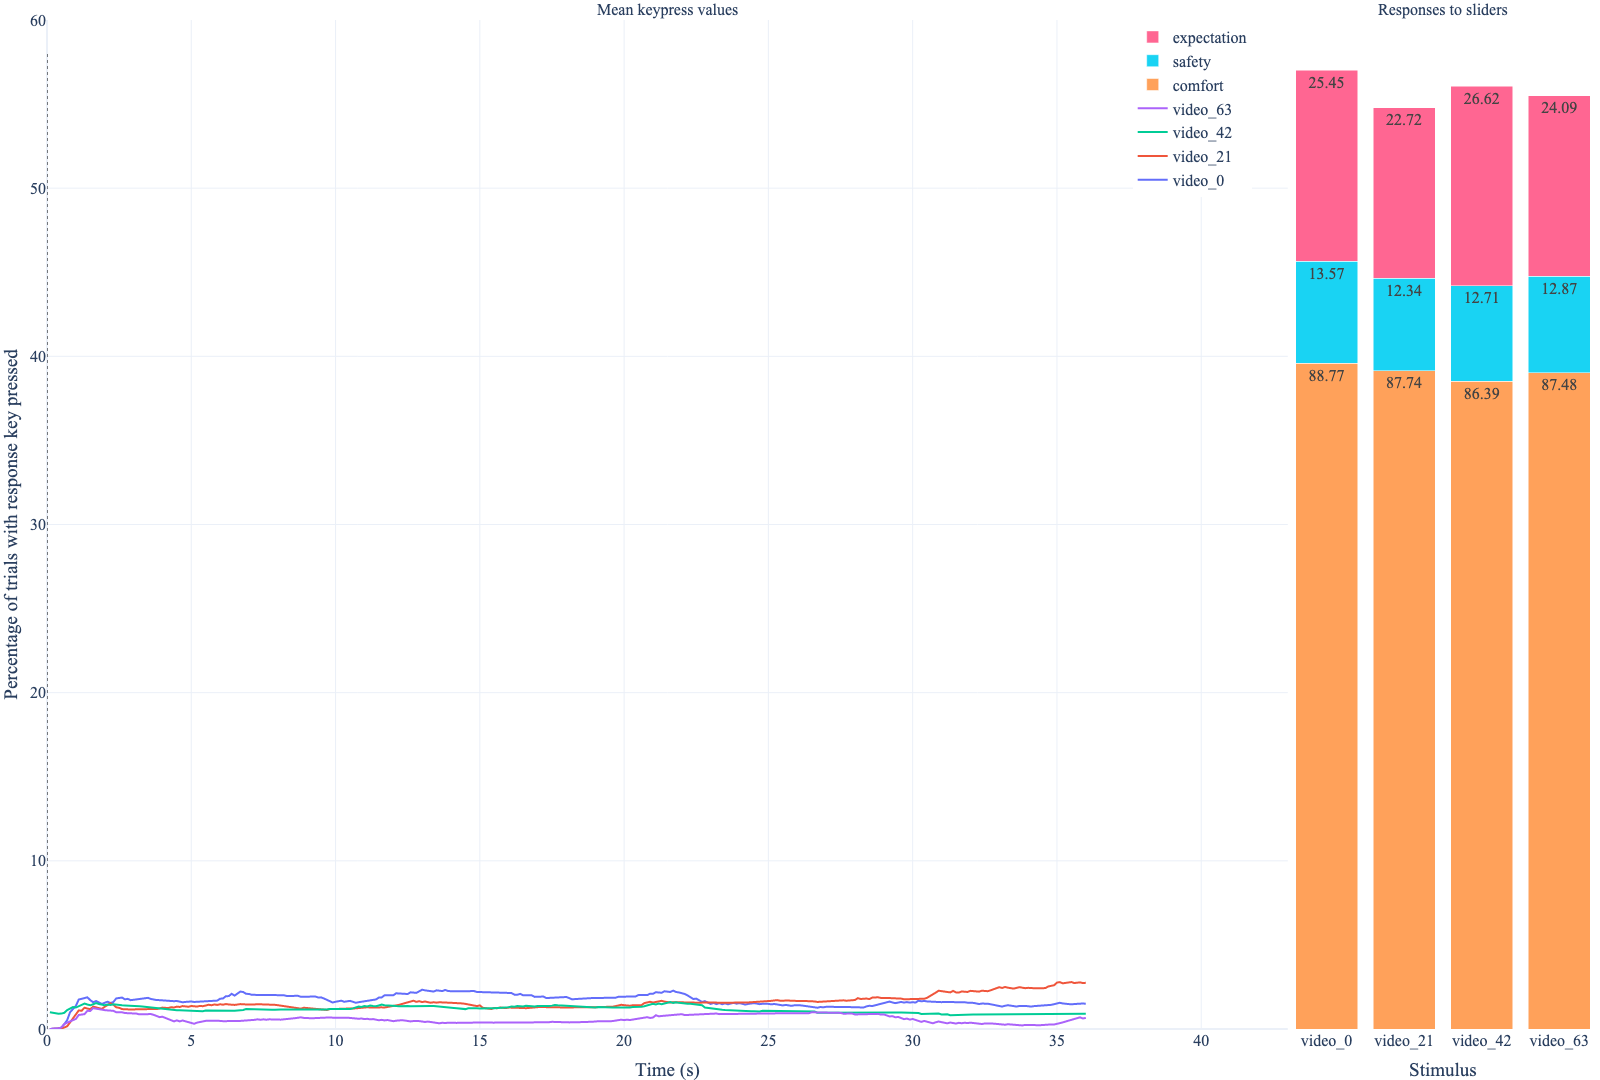 Mean keypress values
Responses to sliders
Percentage of trials with response key pressed
60
50
40
30
20
10
0
expectation
safety
comfort
video_63
video_42
video_21
video_0
25.45
22.72
26.62
24.09
13.57
12.34
12.71
12.87
88.77
87.74
86.39
87.48
0 5 10 15 20 25 30 35 40
video_0 video_21 video_42 video_63
Time (s)
Stimulus